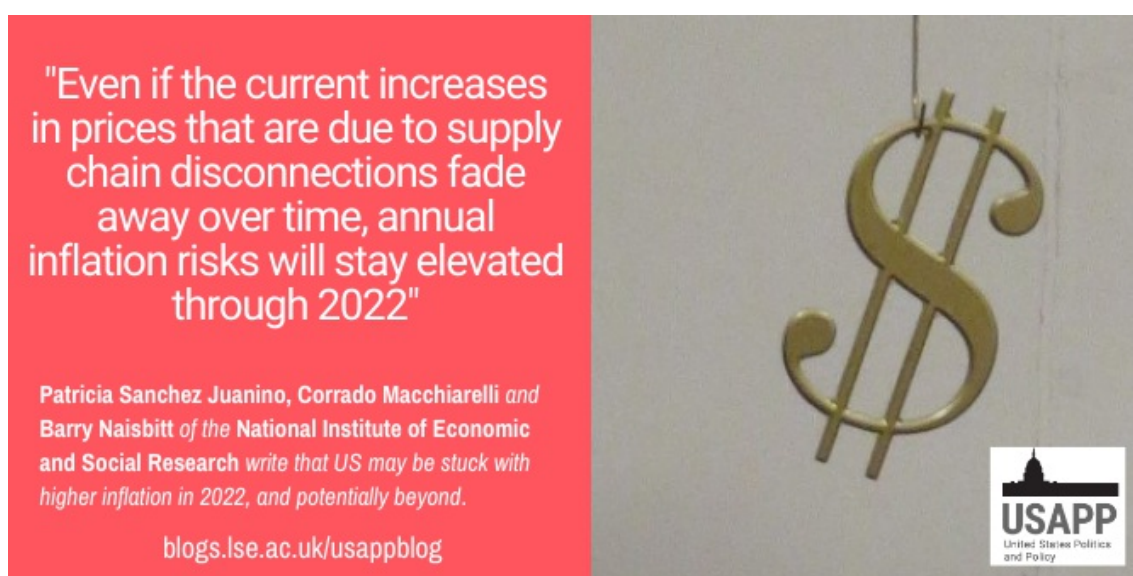 "Even if the current increases
in prices that are due to supply
chain disconnections fade
away over time, annual
inflation risks will stay elevated
through 2022"
Patricia Sanchez Juanino, Corrado Macchiarelli and
Barry Naisbitt of the National Institute of Economic
and Social Research write that US may be stuck with
higher inflation in 2022, and potentially beyond.
blogs.lse.ac.uk/usappblog
USAPP
United States Politics
and Policy